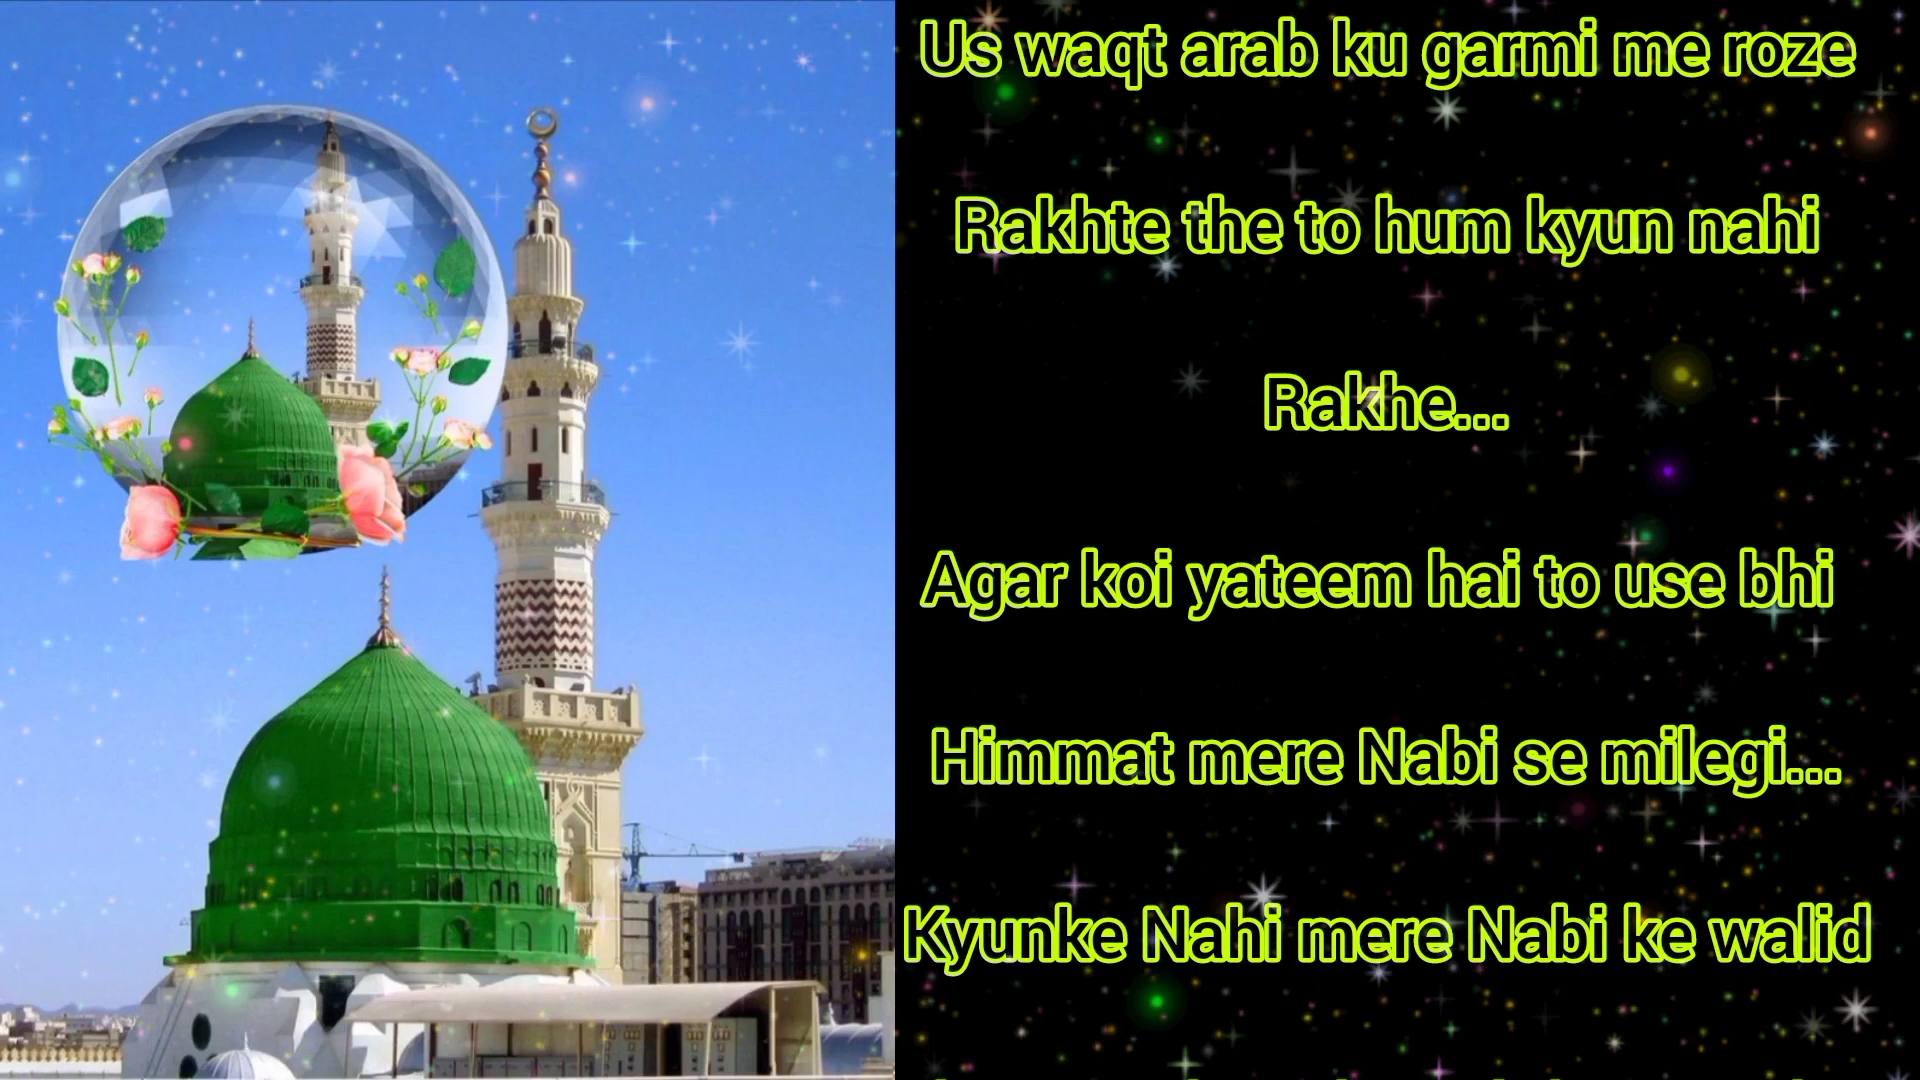 Us waqt arab ku garmi me roze
Rakhte the to hum kyun nahi
Rakhe...
Agar koi yateem hai to use bhi
Himmat mere Nabi se milegi...
Kyunke Nahi mere Nabi ke walid